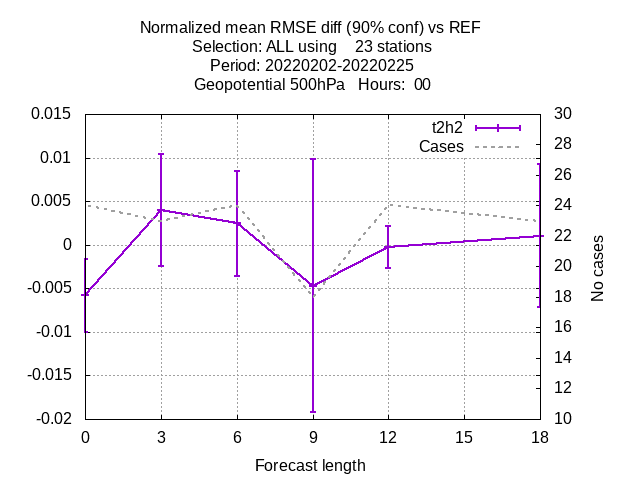 Normalized mean RMSE diff (90% conf) vs REF
Selection: ALL using    23 stations
Period: 20220202-20220225
Geopotential 500hPa   Hours:  00
t2h2
Cases
0.015
0.01
0.005
0
-0.005
-0.01
-0.015
-0.02
30
28
26
24
22
20
18
16
14
12
10
No cases
0 3 6 9 12 15 18
Forecast length